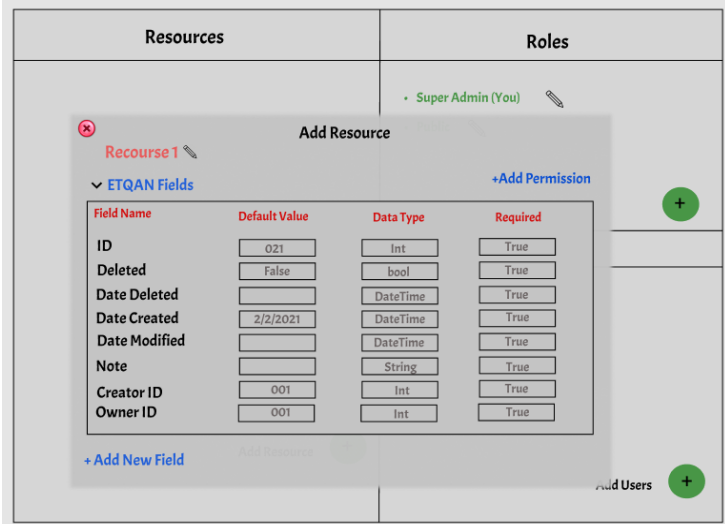 Resources
Roles
• Super Admin (You)
Add Resource
Recourse 1
ETQAN Fields
+Add Permission
Field Name Default Value Data Type Required
ID 021 Int True
Deleted False bool True
Date Deleted DateTime True
Date Created 2/2/2021 DateTime True
Date Modified DateTime True
Note String True
Creator ID 001 Int True
Owner ID 001 Int True
Add Resource
+ Add New Field
Add Users +
+